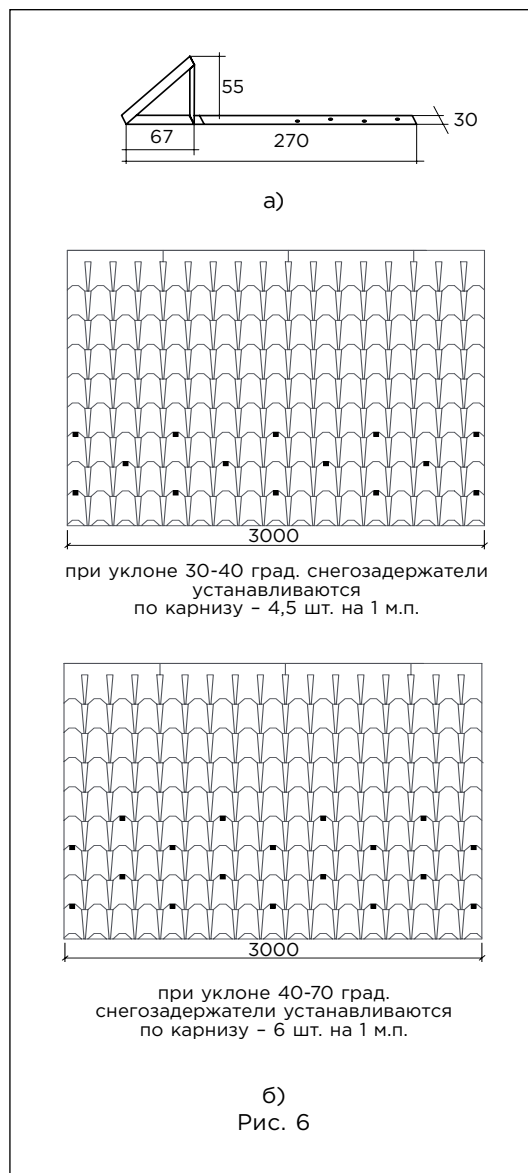 55
30
67
270
а)
3000
при уклоне 30-40 град. снегозадержатели
устанавливаются
по карнизу – 4,5 шт. на 1 м.п.
3000
при уклоне 40-70 град.
снегозадержатели устанавливаются
по карнизу – 6 шт. на 1 м.п.
б)
Рис. 6